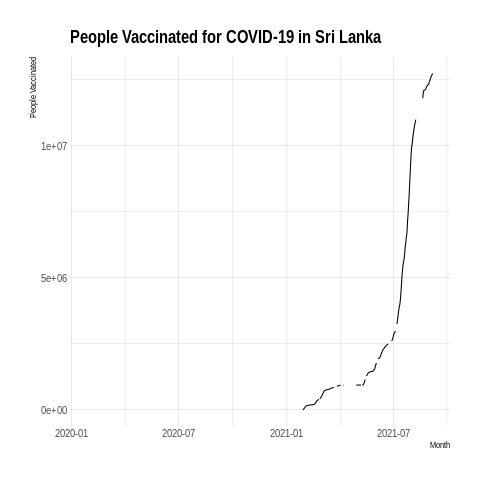 People Vaccinated for COVID-19 in Sri Lanka
People Vaccinated
1e+07
5e+06
0e+00
2020-01 2020-07 2021-01 2021-07
Month